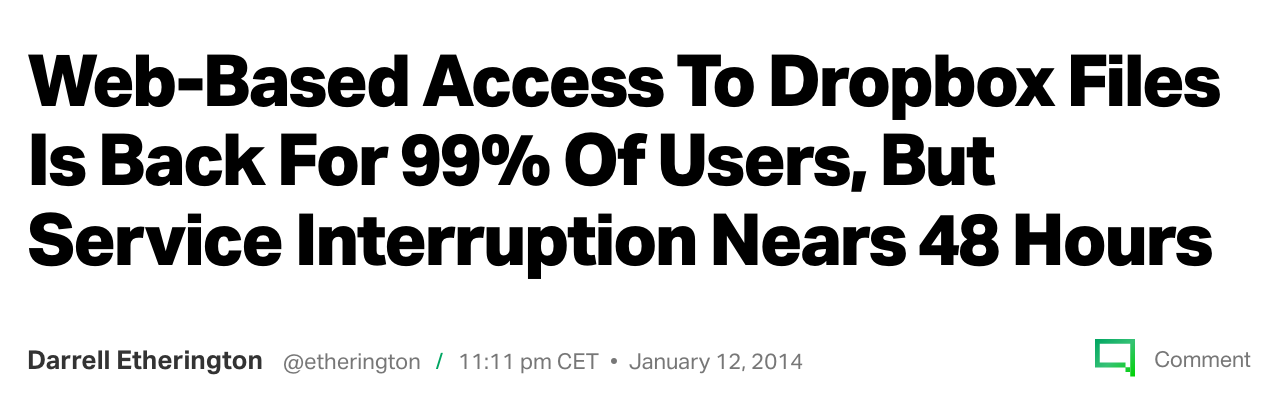 Web-Based Access To Dropbox Files
Is Back For 99% Of Users, But
Service Interruption Nears 48 Hours
Darrell Etherington @etherington / 11:11 pm CET • January 12, 2014 Comment